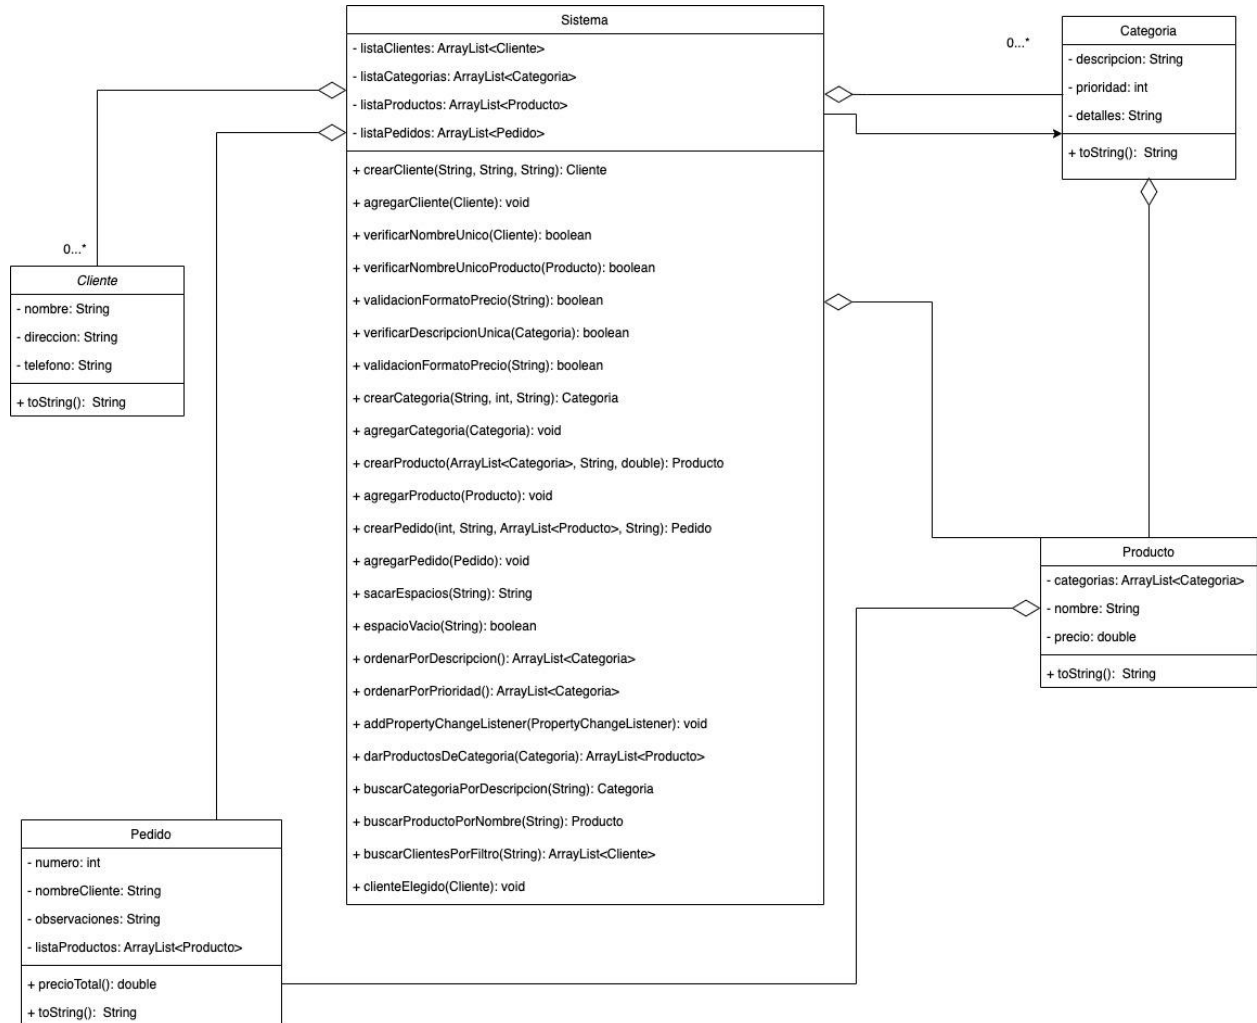 Sistema
- listaClientes: ArrayList<Cliente>
- listaCategorias: ArrayList<Categoria>
- listaProductos: ArrayList<Producto>
- listaPedidos: ArrayList<Pedido>
+ crearCliente(String, String, String): Cliente
+ agregarCliente(Cliente): void
+ verificarNombreUnico(Cliente): boolean
+ verificarNombreUnicoProducto(Producto): boolean
+ validacionFormatoPrecio(String): boolean
+ verificarDescripcionUnica(Categoria): boolean
+ validacionFormatoPrecio(String): boolean
+ crearCategoria(String, int, String): Categoria
+ agregarCategoria(Categoria): void
+ crearProducto(ArrayList<Categoria>, String, double): Producto
+ agregarProducto(Producto): void
+ crearPedido(int, String, ArrayList<Producto>, String): Pedido
+ agregarPedido(Pedido): void
+ sacarEspacios(String): String
+ espacioVacio(String): boolean
+ ordenarPorDescripcion(): ArrayList<Categoria>
+ ordenarPorPrioridad(): ArrayList<Categoria>
+ addPropertyChangeListener(PropertyChangeListener): void
+ darProductosDeCategoria(Categoria): ArrayList<Producto>
+ buscarCategoriaPorDescripcion(String): Categoria
+ buscarProductoPorNombre(String): Producto
+ buscarClientesPorFiltro(String): ArrayList<Cliente>
+ clienteElegido(Cliente): void
0...*
Categoria
- descripcion: String
- prioridad: int
- detalles: String
+ toString(): String
0...*
Cliente
- nombre: String
- direccion: String
- telefono: String
+ toString(): String
Producto
- categorias: ArrayList<Categoria>
- nombre: String
- precio: double
+ toString(): String
Pedido
- numero: int
- nombreCliente: String
- observaciones: String
- listaProductos: ArrayList<Producto>
+ precioTotal(): double
+ toString(): String